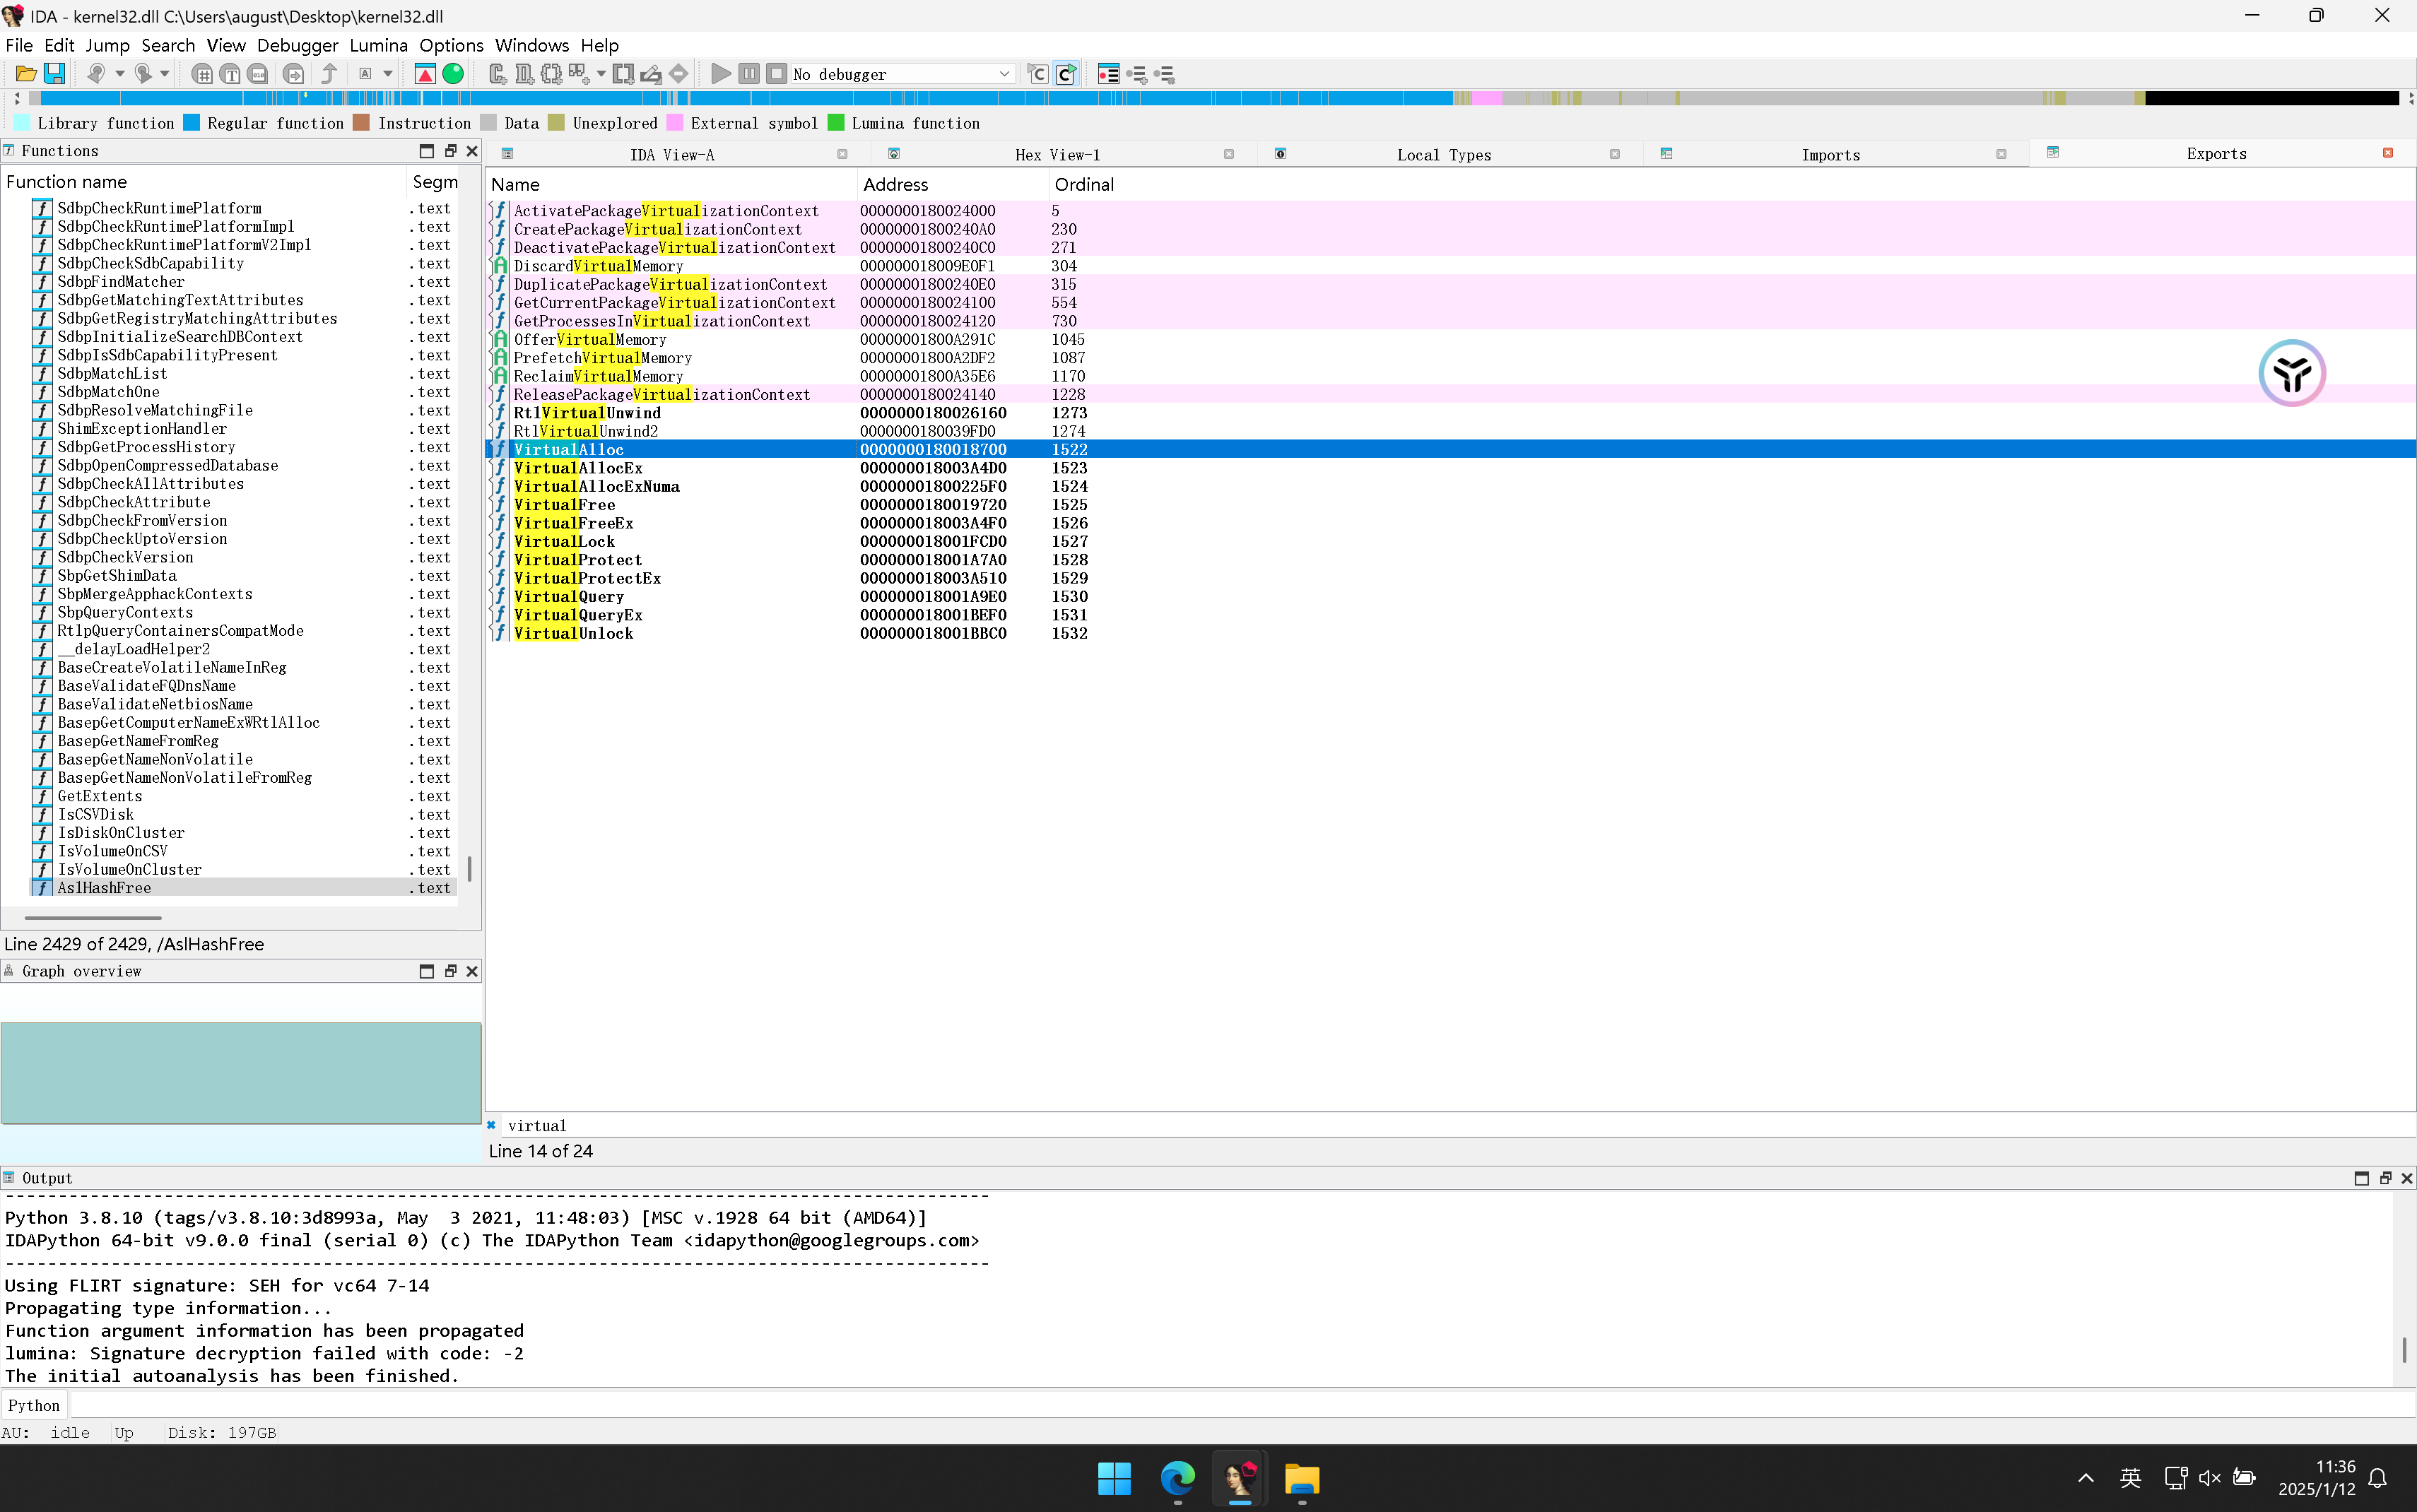 IDA - kernel32.dll C:\Users\august\Desktop\kernel32.dll
File Edit Jump Search View Debugger Lumina Options Windows Help
No debugger
Library function Regular function Instruction Data Unexplored External symbol Lumina function
Functions
Function name Segm
SdbpCheckRuntimePlatform .text
SdbpCheckRuntimePlatformImpl .text
SdbpCheckRuntimePlatformV2Impl .text
SdbpCheckSdbCapability .text
SdbpFindMatcher .text
SdbpGetMatchingTextAttributes .text
SdbpGetRegistryMatchingAttributes .text
SdbpInitializeSearchDBContext .text
SdbpIsSdbCapabilityPresent .text
SdbpMatchList .text
SdbpMatchOne .text
SdbpResolveMatchingFile .text
ShimExceptionHandler .text
SdbpGetProcessHistory .text
SdbpOpenCompressedDatabase .text
SdbpCheckAllAttributes .text
SdbpCheckAttribute .text
SdbpCheckFromVersion .text
SdbpCheckUptoVersion .text
SdbpCheckVersion .text
SbpGetShimData .text
SbpMergeApphackContexts .text
SbpQueryContexts .text
RtlpQueryContainersCompatMode .text
__delayLoadHelper2 .text
BaseCreateVolatileNameInReg .text
BaseValidateFQDnsName .text
BaseValidateNetbiosName .text
BasepGetComputerNameExWRtlAlloc .text
BasepGetNameFromReg .text
BasepGetNameNonVolatile .text
BasepGetNameNonVolatileFromReg .text
GetExtents .text
IsCSVDisk .text
IsDiskOnCluster .text
IsVolumeOnCSV .text
IsVolumeOnCluster .text
AslHashFree .text
Line 2429 of 2429, /AslHashFree
Graph overview
IDA View-A Hex View-1 Local Types Imports Exports
Name Address Ordinal
ActivatePackageVirtualizationContext 0000000180024000 5
CreatePackageVirtualizationContext 00000001800240A0 230
DeactivatePackageVirtualizationContext 00000001800240C0 271
DiscardVirtualMemory 000000018009E0F1 304
DuplicatePackageVirtualizationContext 00000001800240E0 315
GetCurrentPackageVirtualizationContext 0000000180024100 554
GetProcessesInVirtualizationContext 0000000180024120 730
OfferVirtualMemory 00000001800A291C 1045
PrefetchVirtualMemory 00000001800A2DF2 1087
ReclaimVirtualMemory 00000001800A35E6 1170
ReleasePackageVirtualizationContext 0000000180024140 1228
RtlVirtualUnwind 0000000180026160 1273
RtlVirtualUnwind2 0000000180039FD0 1274
VirtualAlloc 0000000180018700 1522
VirtualAllocEx 000000018003A4D0 1523
VirtualAllocExNuma 00000001800225F0 1524
VirtualFree 0000000180019720 1525
VirtualFreeEx 000000018003A4F0 1526
VirtualLock 000000018001FCD0 1527
VirtualProtect 000000018001A7A0 1528
VirtualProtectEx 000000018003A510 1529
VirtualQuery 000000018001A9E0 1530
VirtualQueryEx 000000018001BEF0 1531
VirtualUnlock 000000018001BBC0 1532
virtual
Line 14 of 24
Output
---------------------------------------------------------------------------------------------
Python 3.8.10 (tags/v3.8.10:3d8993a, May  3 2021, 11:48:03) [MSC v.1928 64 bit (AMD64)]
IDAPython 64-bit v9.0.0 final (serial 0) (c) The IDAPython Team <idapython@googlegroups.com>
---------------------------------------------------------------------------------------------
Using FLIRT signature: SEH for vc64 7-14
Propagating type information...
Function argument information has been propagated
lumina: Signature decryption failed with code: -2
The initial autoanalysis has been finished.
Python
AU: idle Up Disk: 197GB
英
11:36
2025/1/12